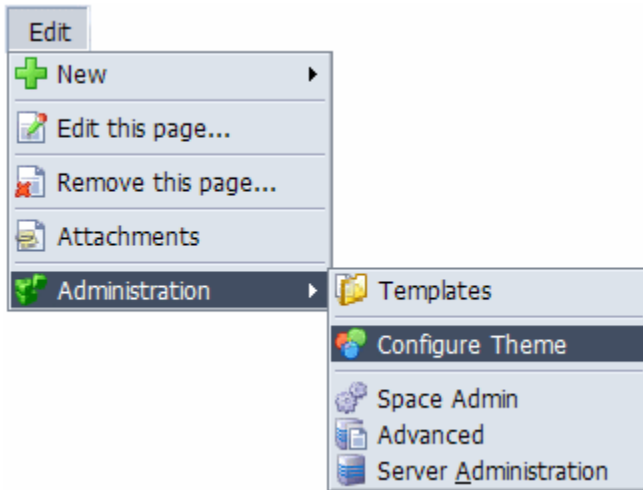 Edit
New
Edit this page...
Remove this page...
Attachments
Administration
Templates
Configure Theme
Space Admin
Advanced
Server Administration